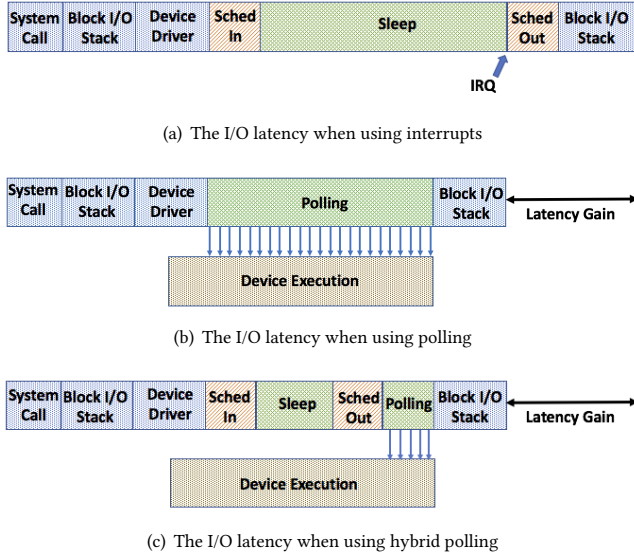 System Call
Block I/O Stack
Device Driver
Sched In
Sleep
Sched Out
Block I/O Stack
IRQ
(a) The I/O latency when using interrupts
System Call
Block I/O Stack
Device Driver
Polling
Block I/O Stack
Latency Gain
Device Execution
(b) The I/O latency when using polling
System Call
Block I/O Stack
Device Driver
Sched In
Sleep
Sched Out
Polling
Block I/O Stack
Latency Gain
Device Execution
(c) The I/O latency when using hybrid polling